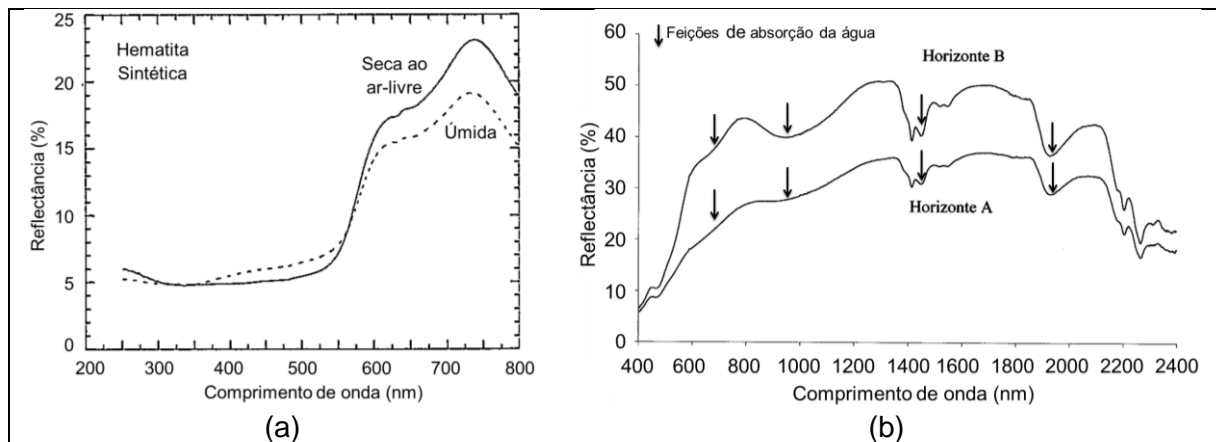 25
20
15
10
5
0
Reflectância (%)
Hematita
Sintética
Seca ao
ar-livre
Úmida
200 300 400 500 600 700 800
Comprimento de onda (nm)
(a)
60
50
40
30
20
10
0
Reflectância (%)
Feições de absorção da água
Horizonte B
Horizonte A
400 600 800 1000 1200 1400 1600 1800 2000 2200 2400
Comprimento de onda (nm)
(b)